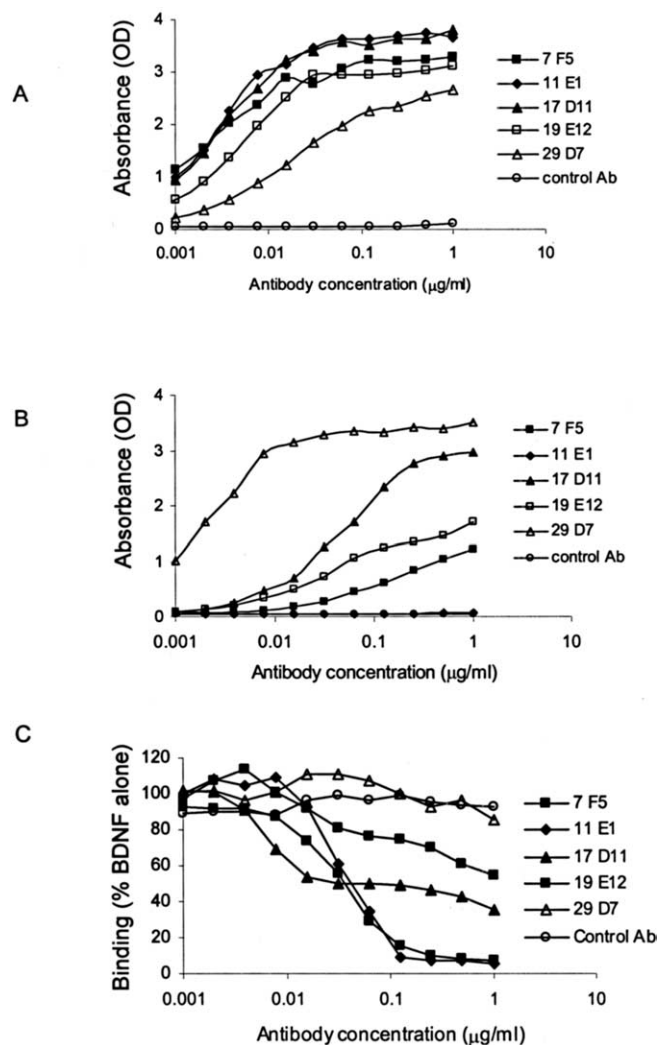 A
Absorbance (OD)
4
3
2
1
0
0.001 0.01 0.1 1 10
Antibody concentration (μg/ml)
7 F5
11 E1
17 D11
19 E12
29 D7
control Ab
B
Absorbance (OD)
4
3
2
1
0
0.001 0.01 0.1 1 10
Antibody concentration (μg/ml)
7 F5
11 E1
17 D11
19 E12
29 D7
control Ab
C
Binding (% BDNF alone)
120
100
80
60
40
20
0
0.001 0.01 0.1 1 10
Antibody concentration (μg/ml)
7 F5
11 E1
17 D11
19 E12
29 D7
Control Ab